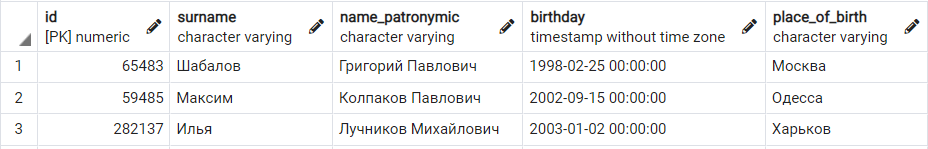 id surname name_patronymic birthday place_of_birth
[PK] numeric character varying character varying timestamp without time zone character varying
1 65483 Шабалов Григорий Павлович 1998-02-25 00:00:00 Москва
2 59485 Максим Колпаков Павлович 2002-09-15 00:00:00 Одесса
3 282137 Илья Лучников Михайлович 2003-01-02 00:00:00 Харьков